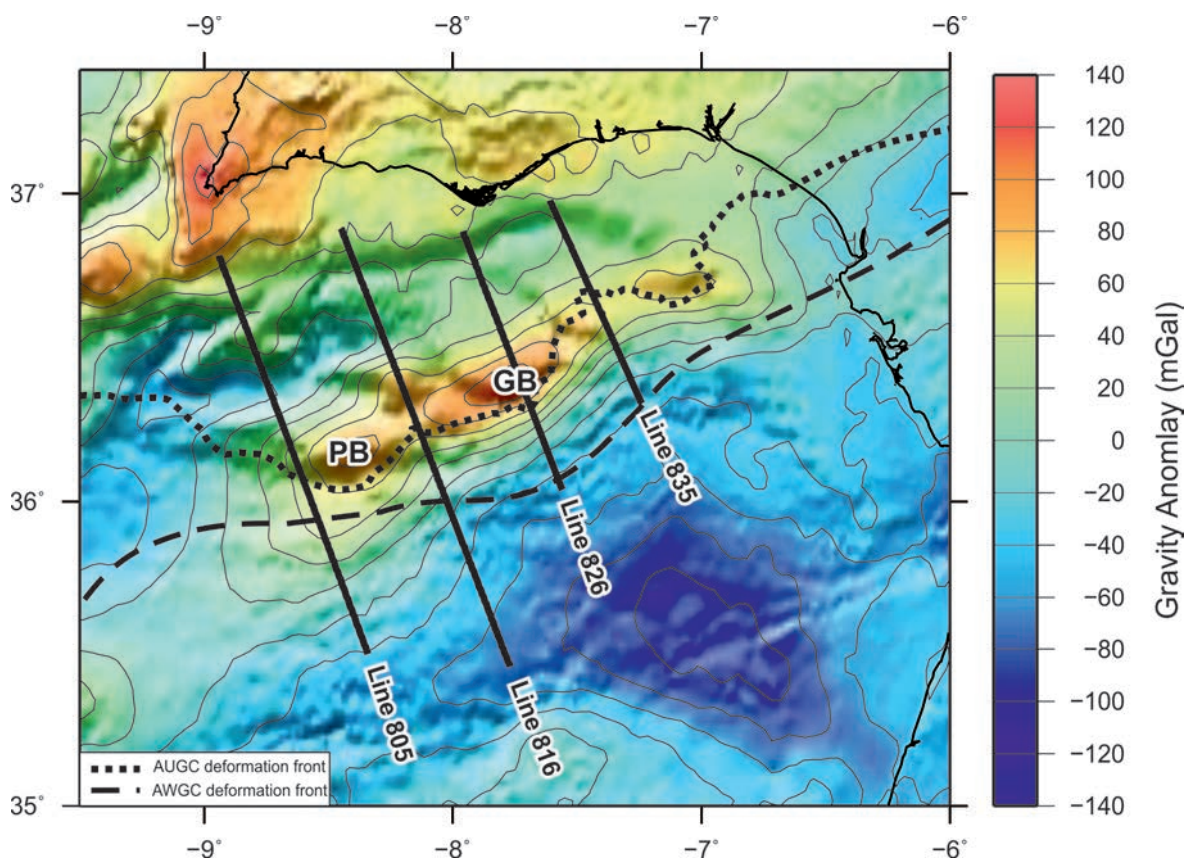 −9° −8° −7° −6°
37°
36°
35°
GB
PB
Line 835
Line 826
Line 805
Line 816
AUGC deformation front
AWGC deformation front
−9° −8° −7° −6°
140
120
100
80
60
40
20
0
−20
−40
−60
−80
−100
−120
−140
Gravity Anomlay (mGal)